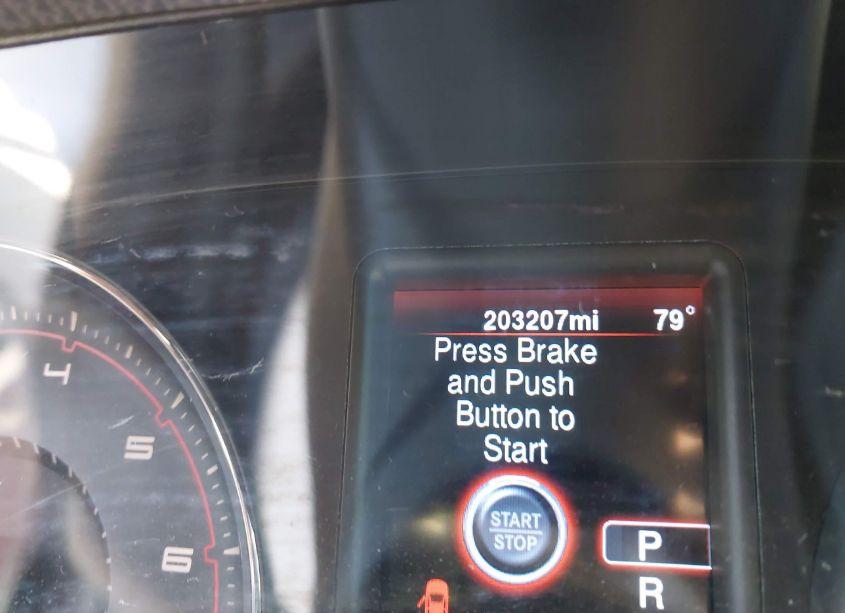 203207mi 79°
Press Brake
and Push
Button to
Start
START
STOP
P
R
4
5
6